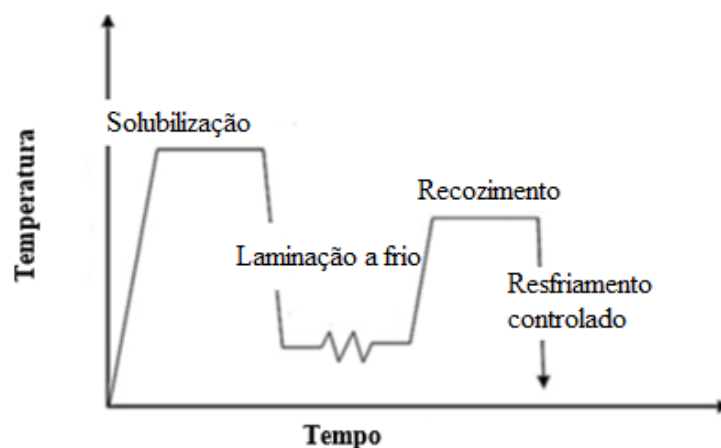 Solubilização
Recozimento
Temperatura
Laminação a frio
Resfriamento
controlado
Tempo